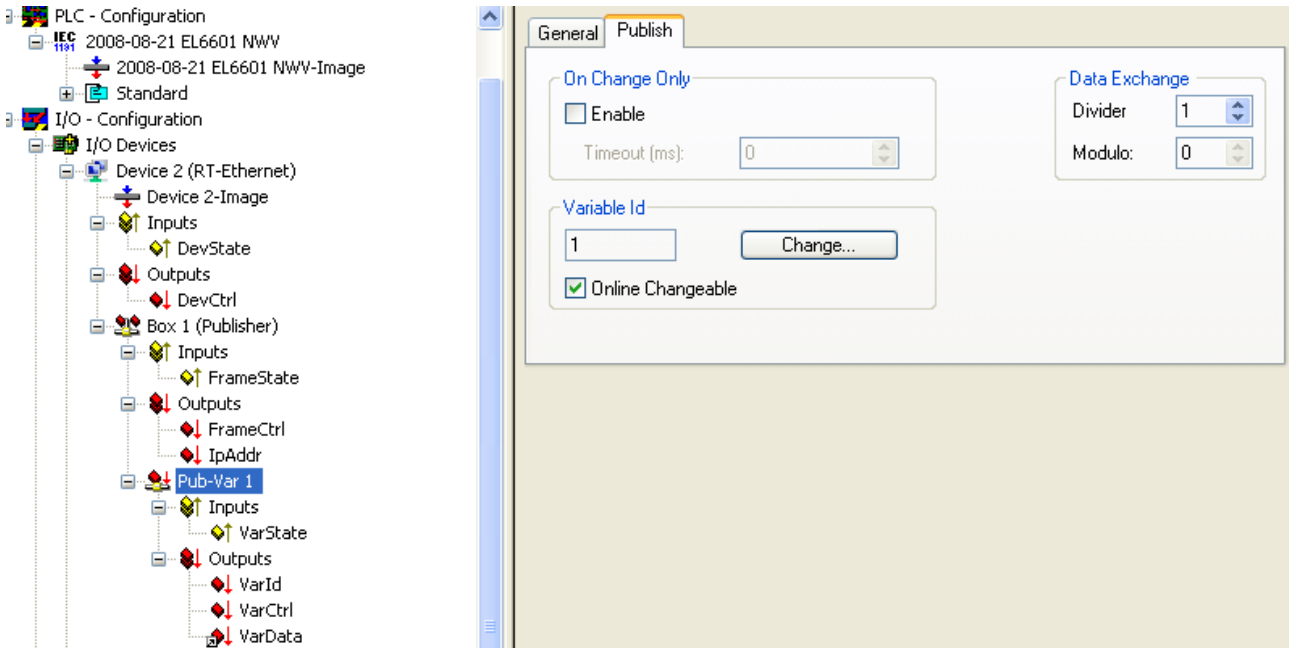 PLC - Configuration
IEC
1131
2008-08-21 EL6601 NWV
2008-08-21 EL6601 NWV-Image
Standard
I/O - Configuration
I/O Devices
Device 2 (RT-Ethernet)
Device 2-Image
Inputs
DevState
Outputs
DevCtrl
Box 1 (Publisher)
Inputs
FrameState
Outputs
FrameCtrl
IpAddr
Pub-Var 1
Inputs
VarState
Outputs
VarId
VarCtrl
VarData
General Publish
On Change Only
Enable
Timeout (ms): 0
Data Exchange
Divider 1
Modulo: 0
Variable Id
1 Change...
Online Changeable